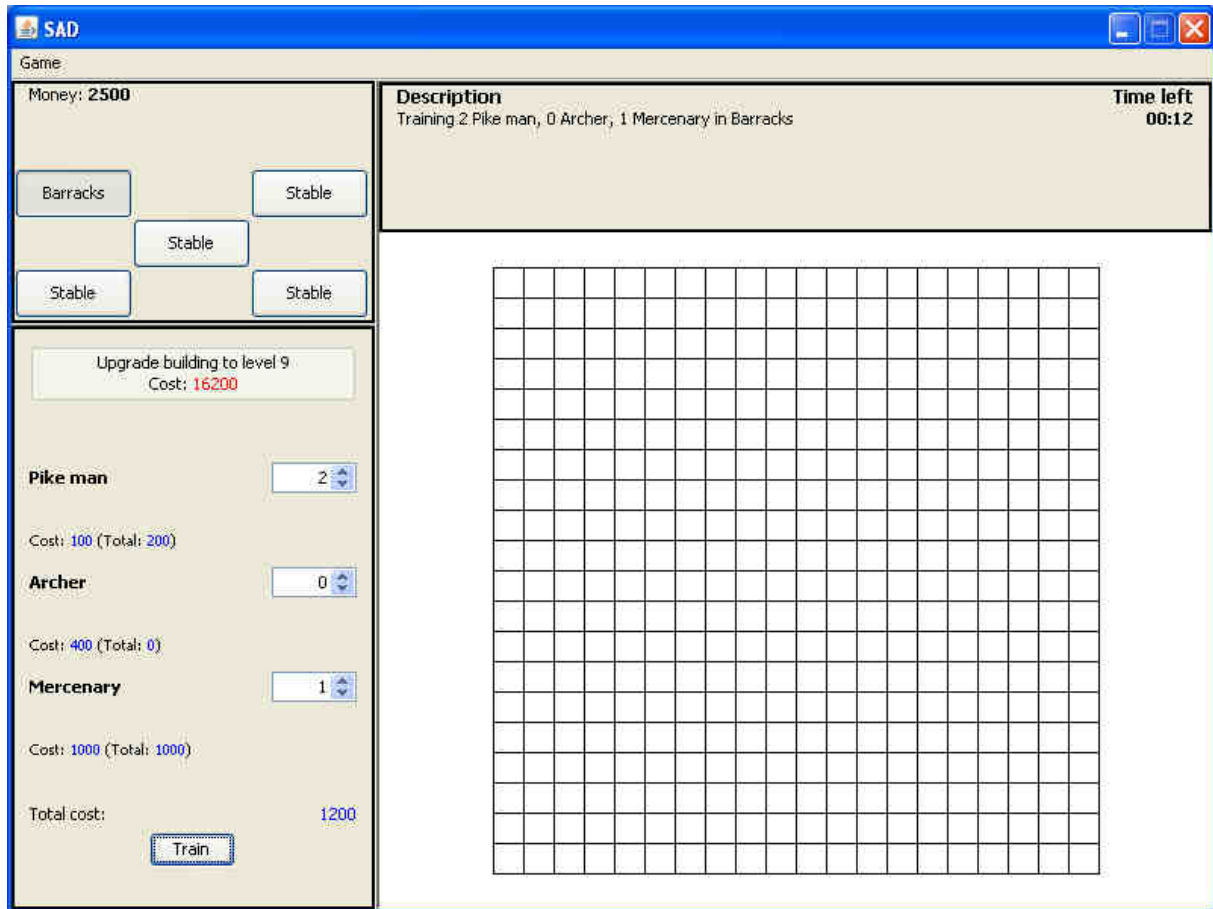 SAD
Game
Money: 2500
Barracks
Stable
Stable
Stable
Stable
Description
Time left
Training 2 Pike man, 0 Archer, 1 Mercenary in Barracks
00:12
Upgrade building to level 9
Cost: 16200
Pike man
2
Cost: 100 (Total: 200)
Archer
0
Cost: 400 (Total: 0)
Mercenary
1
Cost: 1000 (Total: 1000)
Total cost:
1200
Train